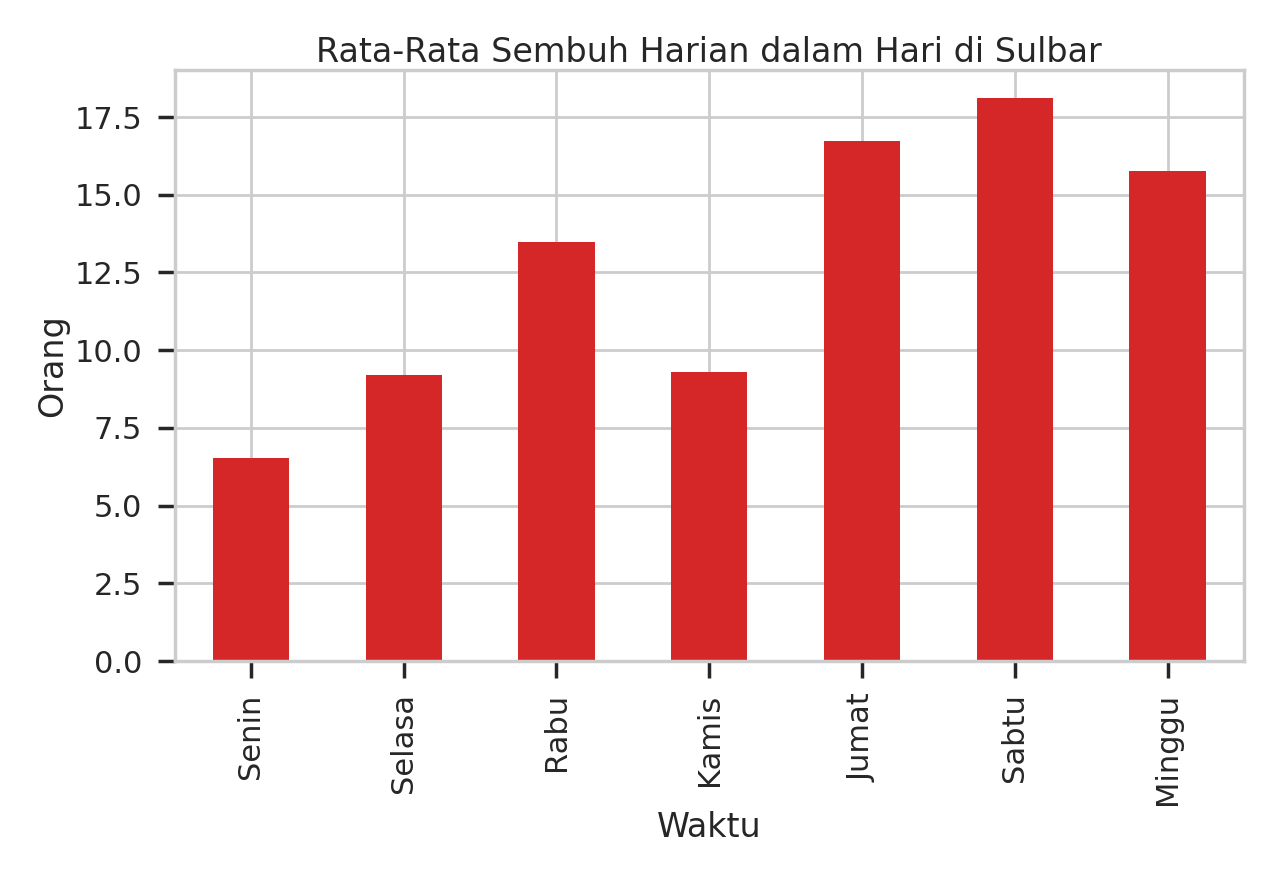 Rata-Rata Sembuh Harian dalam Hari di Sulbar
17.5
15.0
12.5
10.0
7.5
5.0
2.5
0.0
Orang
Senin
Selasa
Rabu
Kamis
Jumat
Sabtu
Minggu
Waktu